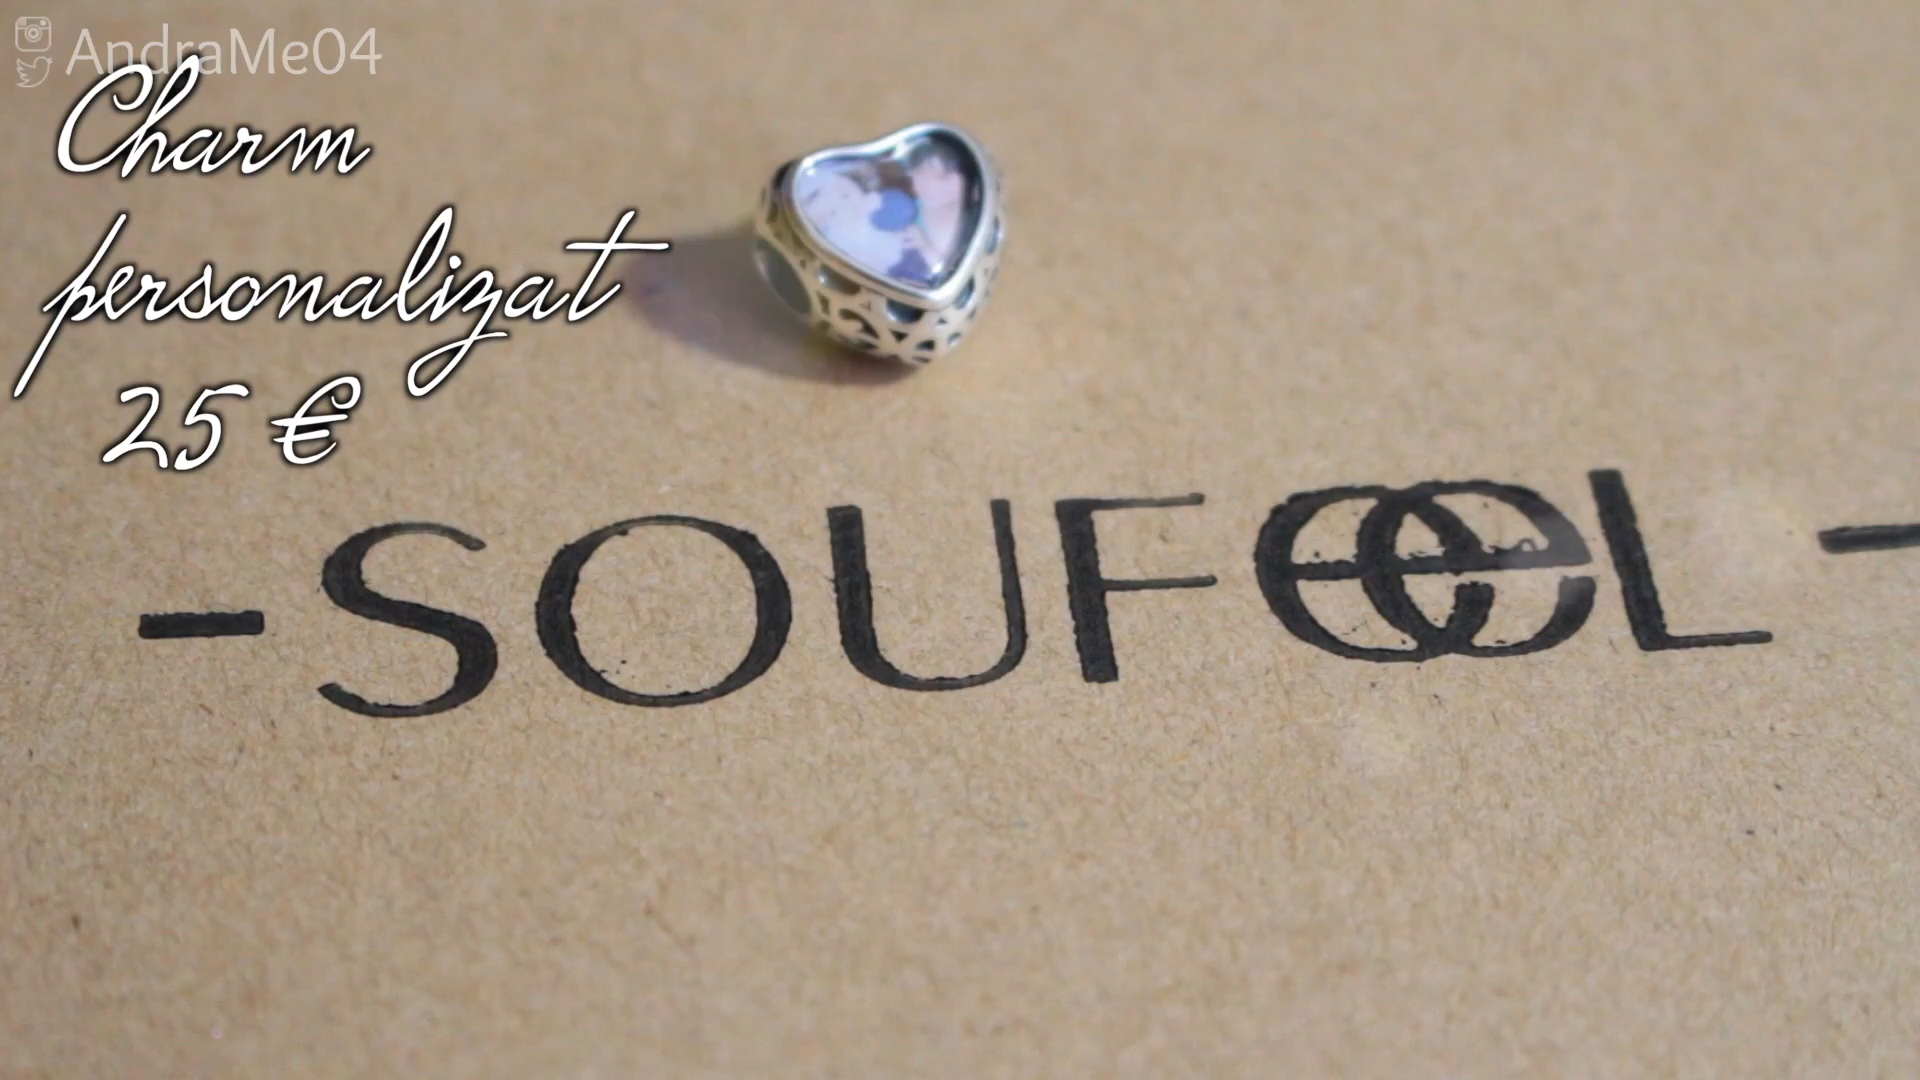 AndraMe04
Charm
personalizat
25 €
-SOUFEEL-